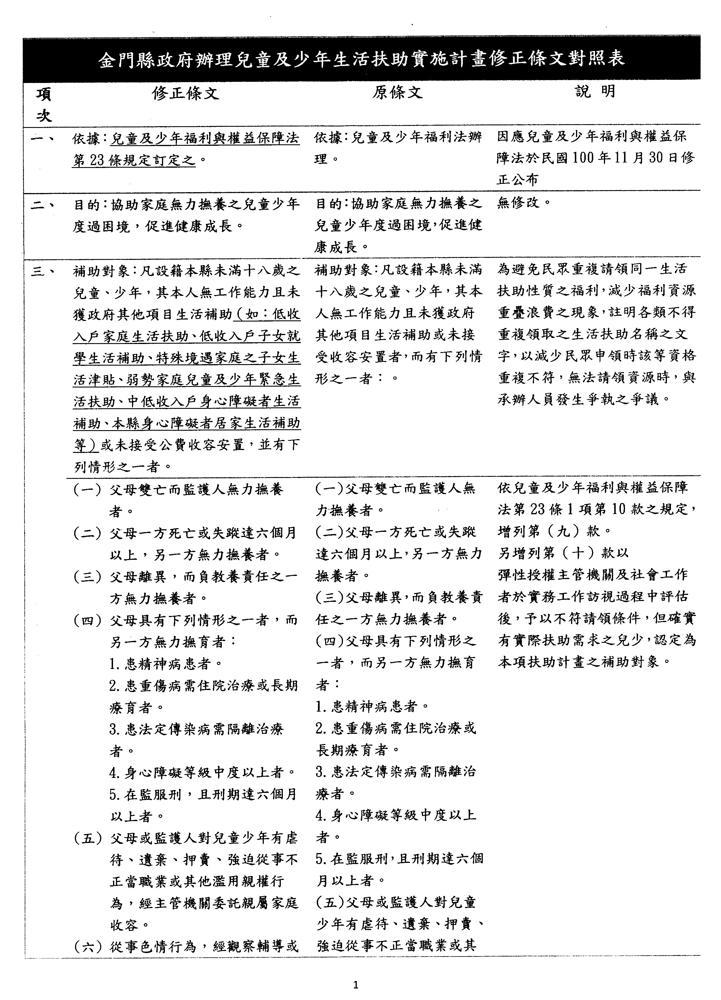 金門縣政府辦理兒童及少年生活扶助實施計畫修正條文對照表
項次
修正條文
原條文
說 明
一、
依據：兒童及少年福利與權益保障法
第 23 條規定訂定之。
依據：兒童及少年福利法辦
理。
因應兒童及少年福利與權益保
障法於民國 100 年 11 月 30 日修
正公布
二、
目的：協助家庭無力撫養之兒童少年
度過困境，促進健康成長。
目的：協助家庭無力撫養之
兒童少年度過困境，促進健
康成長。
無修改。
三、
補助對象：凡設籍本縣未滿十八歲之
兒童、少年，其本人無工作能力且未
獲政府其他項目生活補助（如：低收
入戶家庭生活扶助、低收入戶子女就
學生活補助、特殊境遇家庭之子女生
活津貼、弱勢家庭兒童及少年緊急生
活扶助、中低收入戶身心障礙者生活
補助、本縣身心障礙者居家生活補助
等）或未接受公費收容安置，並有下
列情形之一者。
補助對象：凡設籍本縣未滿
十八歲之兒童、少年，其本
人無工作能力且未獲政府
其他項目生活補助或未接
受收容安置者，而有下列情
形之一者：。
為避免民眾重複請領同一生活
扶助性質之福利，減少福利資源
重疊浪費之現象，註明各類不得
重複領取之生活扶助名稱之文
字，以減少民眾申領時該等資格
重複不符，無法請領資源時，與
承辦人員發生爭執之爭議。
（一）父母雙亡而監護人無力撫養
者。
（二）父母一方死亡或失蹤達六個月
以上，另一方無力撫養者。
（三）父母離異，而負教養責任之一
方無力撫養者。
（四）父母具有下列情形之一者，而
另一方無力撫育者：
1. 患精神病患者。
2. 患重傷病需住院治療或長期
療育者。
3. 患法定傳染病需隔離治療
者。
4. 身心障礙等級中度以上者。
5. 在監服刑，且刑期達六個月
以上者。
（五）父母或監護人對兒童少年有虐
待、遺棄、押賣、強迫從事不
正當職業或其他濫用親權行
為，經主管機關委託親屬家庭
收容。
（六）從事色情行為，經觀察輔導或
（一）父母雙亡而監護人無
力撫養者。
（二）父母一方死亡或失蹤
達六個月以上，另一方無力
撫養者。
（三）父母離異，而負教養責
任之一方無力撫養者。
（四）父母具有下列情形之
一者，而另一方無力撫育
者：
1. 患精神病患者。
2. 患重傷病需住院治療或
長期療育者。
3. 患法定傳染病需隔離治
療者。
4. 身心障礙等級中度以上
者。
5. 在監服刑，且刑期達六個
月以上者。
（五）父母或監護人對兒童
少年有虐待、遺棄、押賣、
強迫從事不正當職業或其
依兒童及少年福利與權益保障
法第 23 條 1 項第 10 款之規定，
增列第（九）款。
另增列第（十）款以
彈性授權主管機關及社會工作
者於實務工作訪視過程中評估
後，予以不符請領條件，但確實
有實際扶助需求之兒少，認定為
本項扶助計畫之補助對象。
1